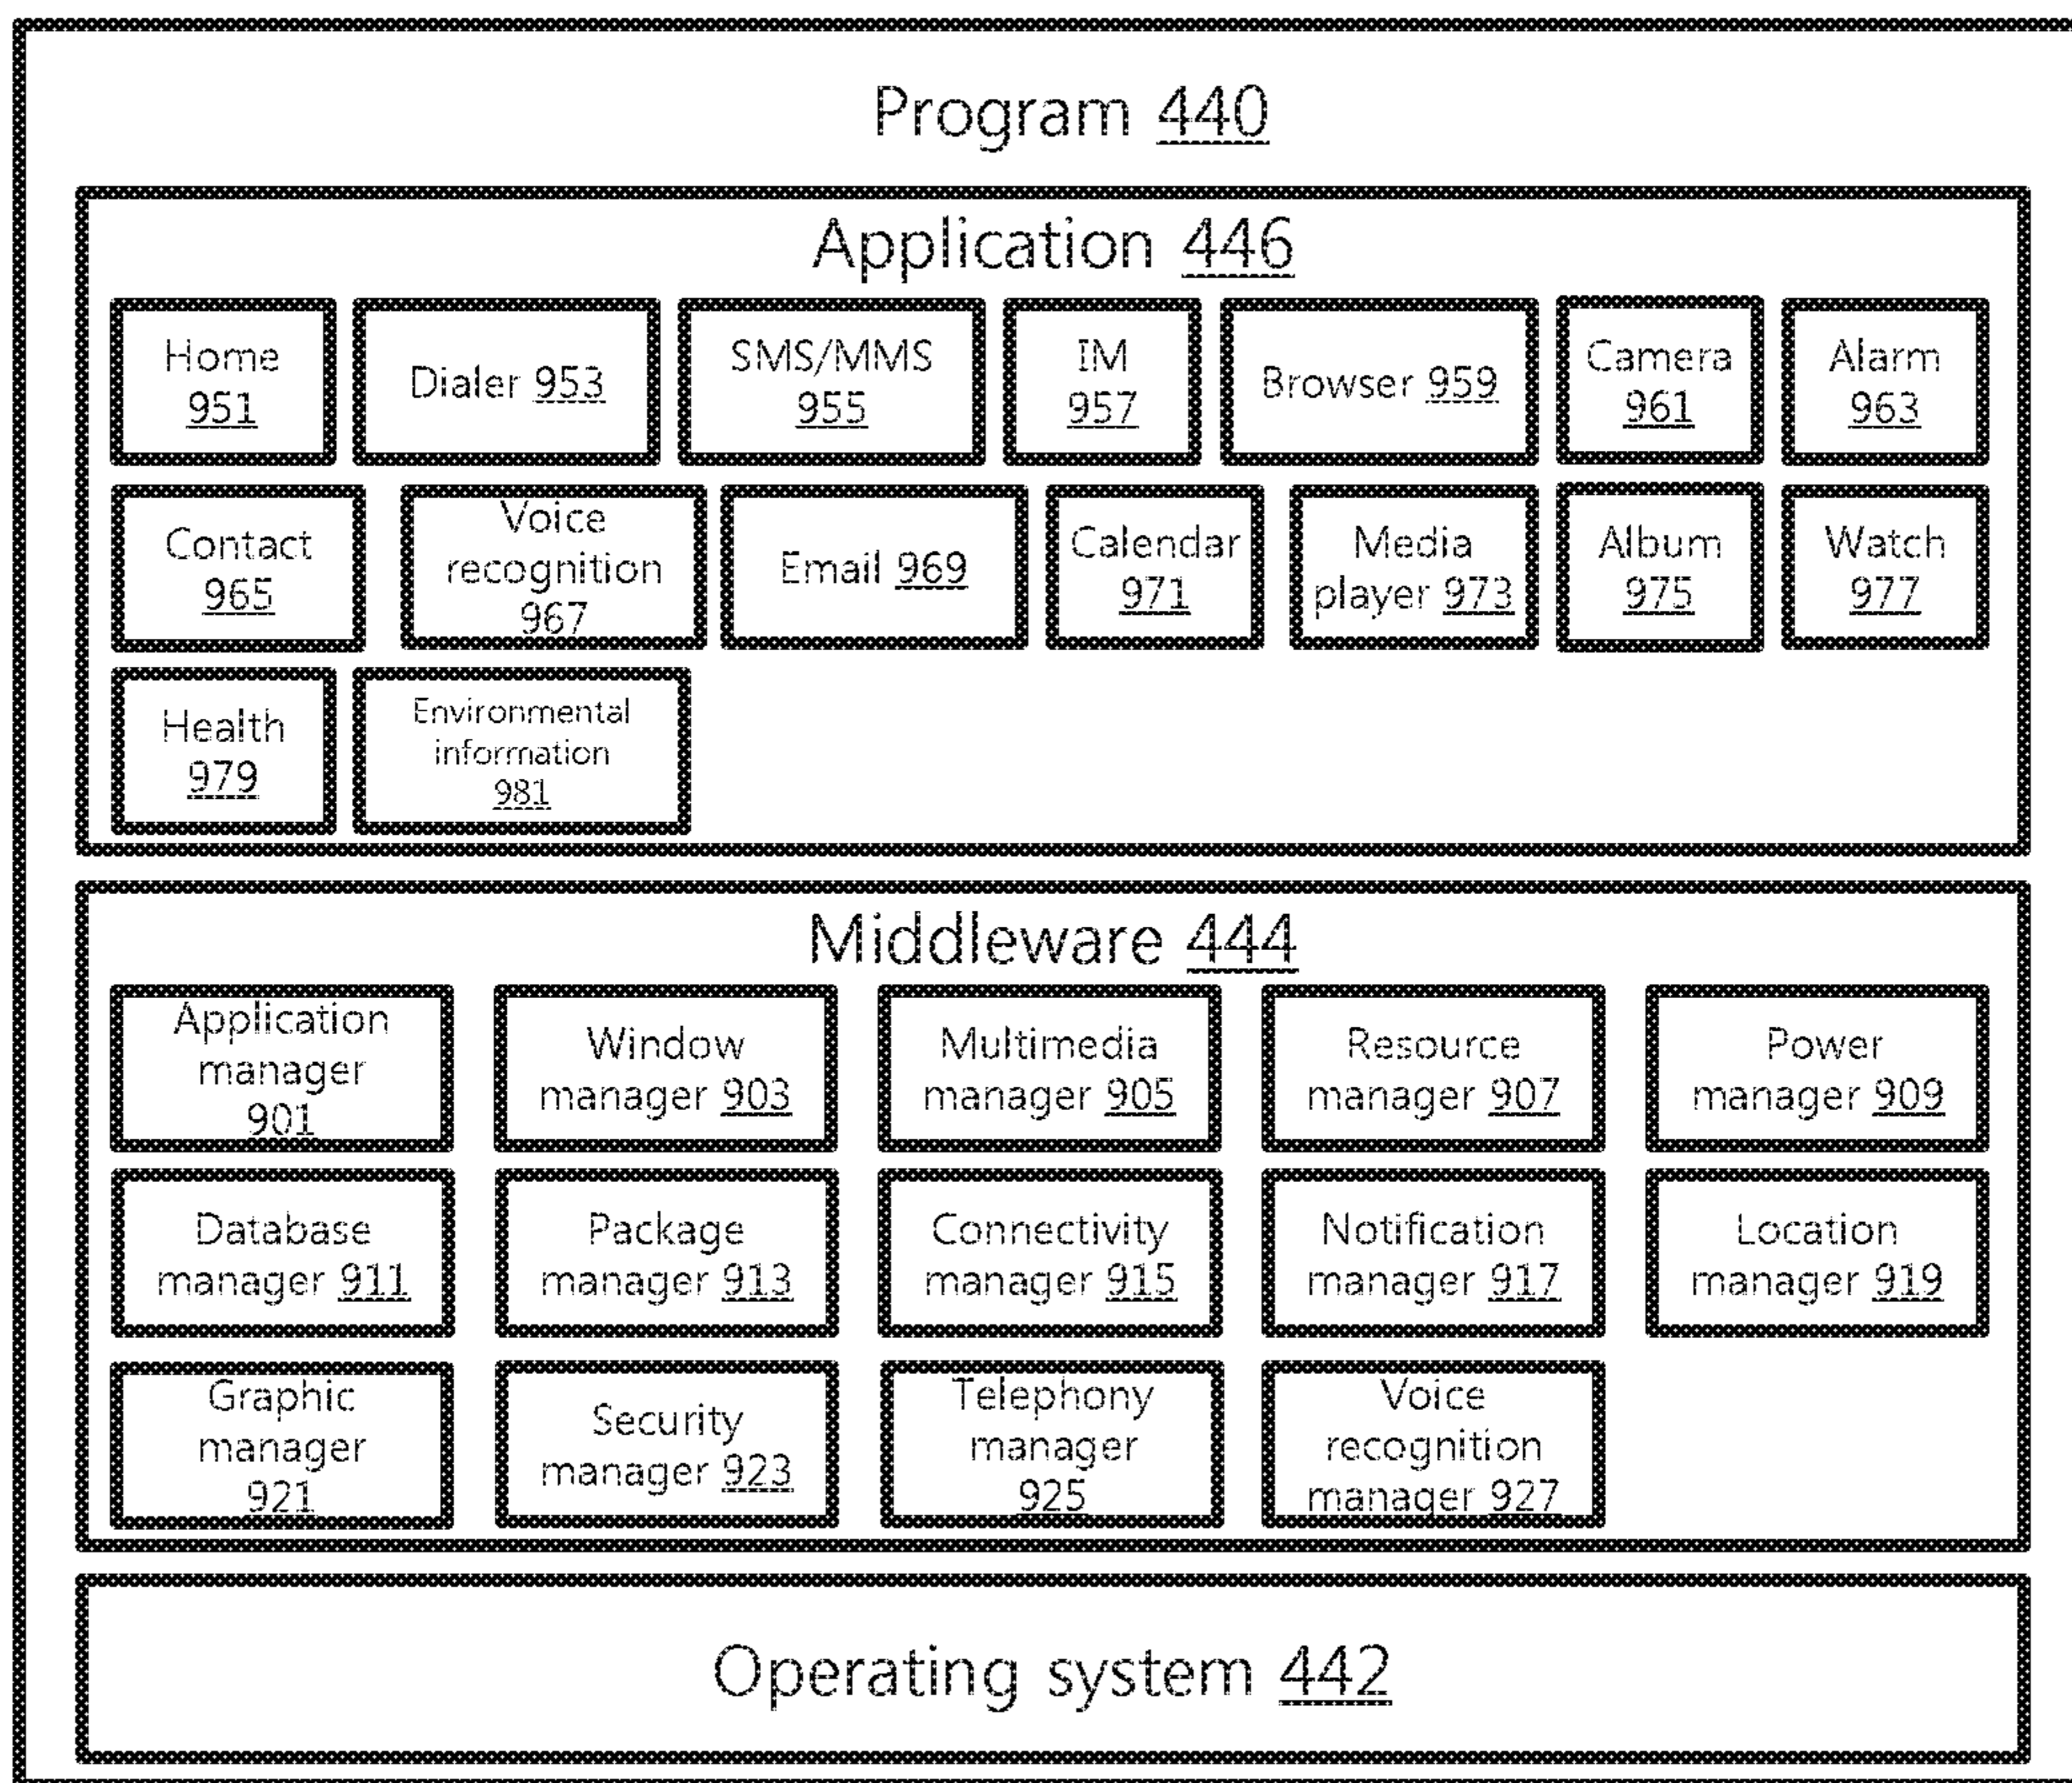 Program 440
Application 446
Home
951
Dialer 953
SMS/MMS
955
IM
957
Browser 959
Camera
961
Alarm
963
Contact
965
Voice
recognition
967
Email 969
Calendar
971
Media
player 973
Album
975
Watch
977
Health
979
Environmental
information
981
Middleware 444
Application
manager
901
Window
manager 903
Multimedia
manager 905
Resource
manager 907
Power
manager 909
Database
manager 911
Package
manager 913
Connectivity
manager 915
Notification
manager 917
Location
manager 919
Graphic
manager
921
Security
manager 923
Telephony
manager
925
Voice
recognition
manager 927
Operating system 442